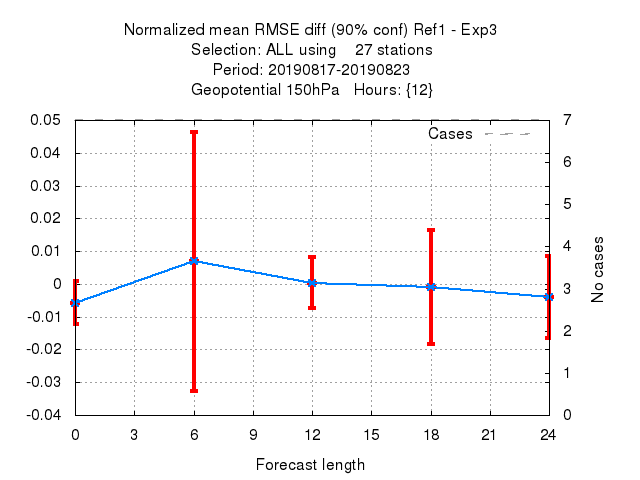 Normalized mean RMSE diff (90% conf) Ref1 - Exp3
Selection: ALL using    27 stations
Period: 20190817-20190823
Geopotential 150hPa   Hours: {12}
Cases
0.05
0.04
0.03
0.02
0.01
0
-0.01
-0.02
-0.03
-0.04
7
6
5
4
3
2
1
0
No cases
0 3 6 9 12 15 18 21 24
Forecast length